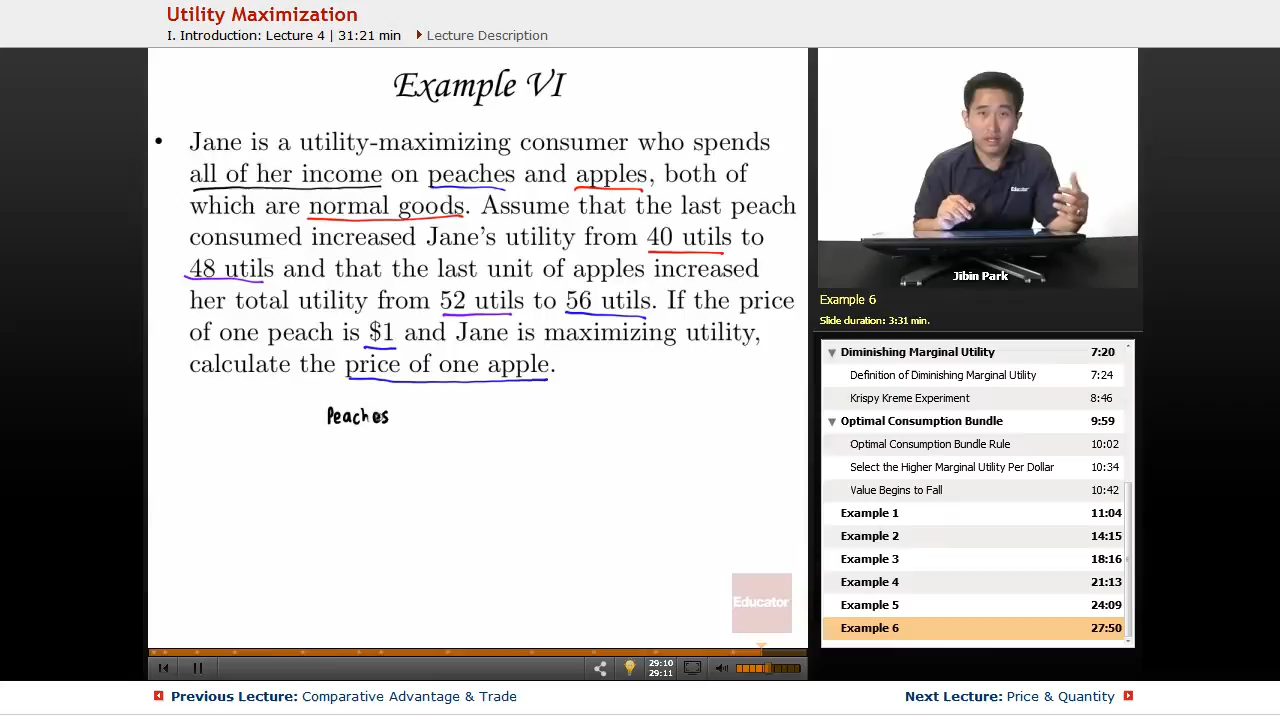 Utility Maximization
I. Introduction: Lecture 4 | 31:21 min
Lecture Description
Example VI
• Jane is a utility-maximizing consumer who spends
all of her income on peaches and apples, both of
which are normal goods. Assume that the last peach
consumed increased Jane's utility from 40 utils to
48 utils and that the last unit of apples increased
her total utility from 52 utils to 56 utils. If the price
of one peach is $1 and Jane is maximizing utility,
calculate the price of one apple.
Peaches
Educator
Educator
Jibin Park
Example 6
Slide duration: 3:31 min.
Diminishing Marginal Utility 7:20
Definition of Diminishing Marginal Utility 7:24
Krispy Kreme Experiment 8:46
Optimal Consumption Bundle 9:59
Optimal Consumption Bundle Rule 10:02
Select the Higher Marginal Utility Per Dollar 10:34
Value Begins to Fall 10:42
Example 1 11:04
Example 2 14:15
Example 3 18:16
Example 4 21:13
Example 5 24:09
Example 6 27:50
29:10
29:11
Previous Lecture: Comparative Advantage & Trade
Next Lecture: Price & Quantity